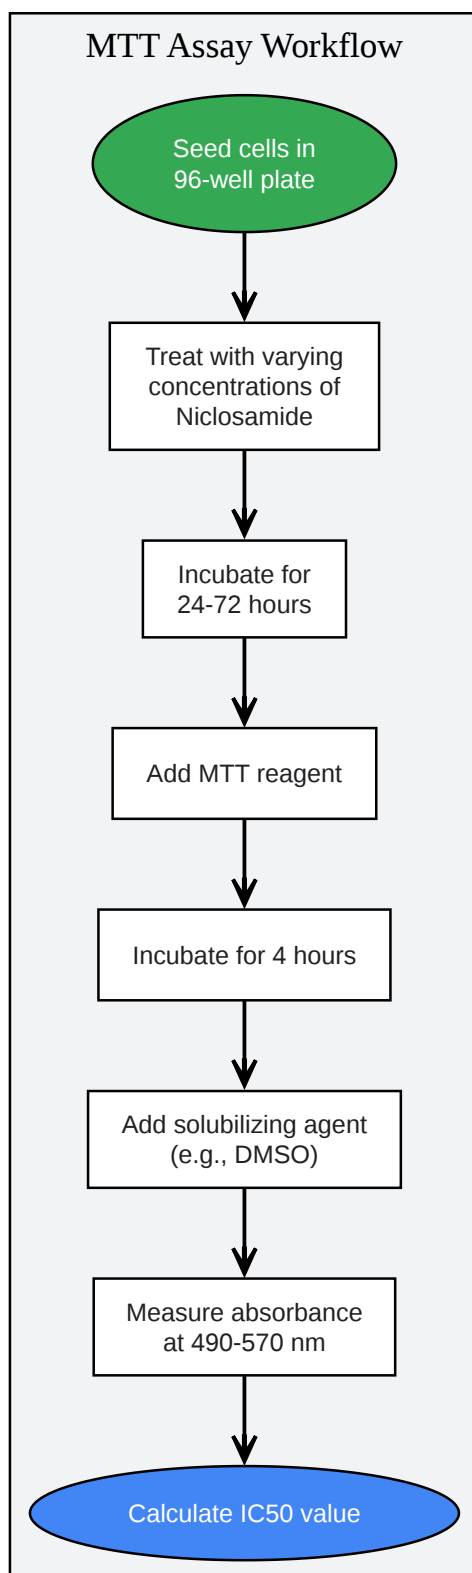 MTT Assay Workflow
Seed cells in
96-well plate
Treat with varying
concentrations of
Niclosamide
Incubate for
24-72 hours
Add MTT reagent
Incubate for 4 hours
Add solubilizing agent
(e.g., DMSO)
Measure absorbance
at 490-570 nm
Calculate IC50 value